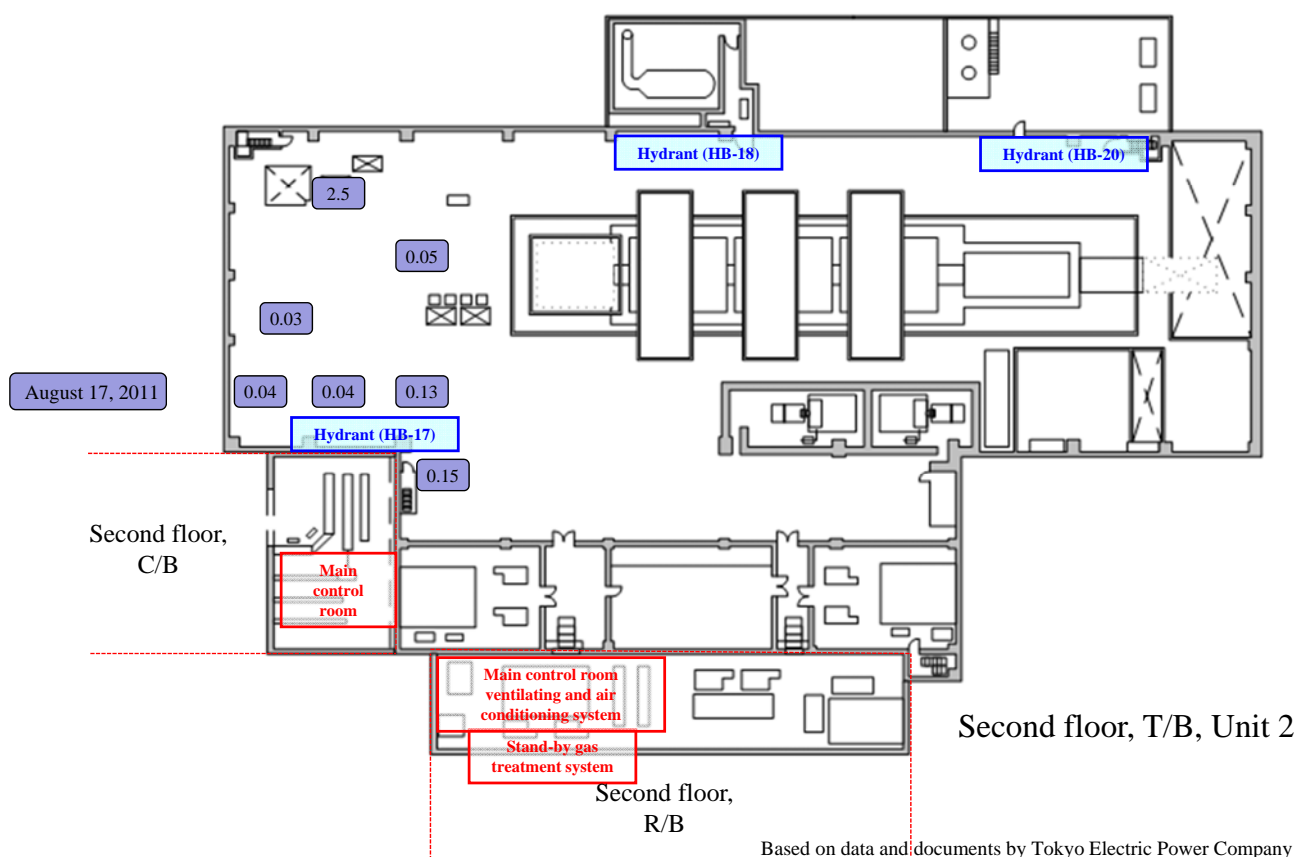 Hydrant (HB-18)
Hydrant (HB-20)
2.5
0.05
0.03
August 17, 2011
0.04
0.04
0.13
Hydrant (HB-17)
0.15
Second floor,
C/B
Main
control
room
Main control room
ventilating and air
conditioning system
Stand-by gas
treatment system
Second floor, T/B, Unit 2
Second floor,
R/B
Based on data and documents by Tokyo Electric Power Company